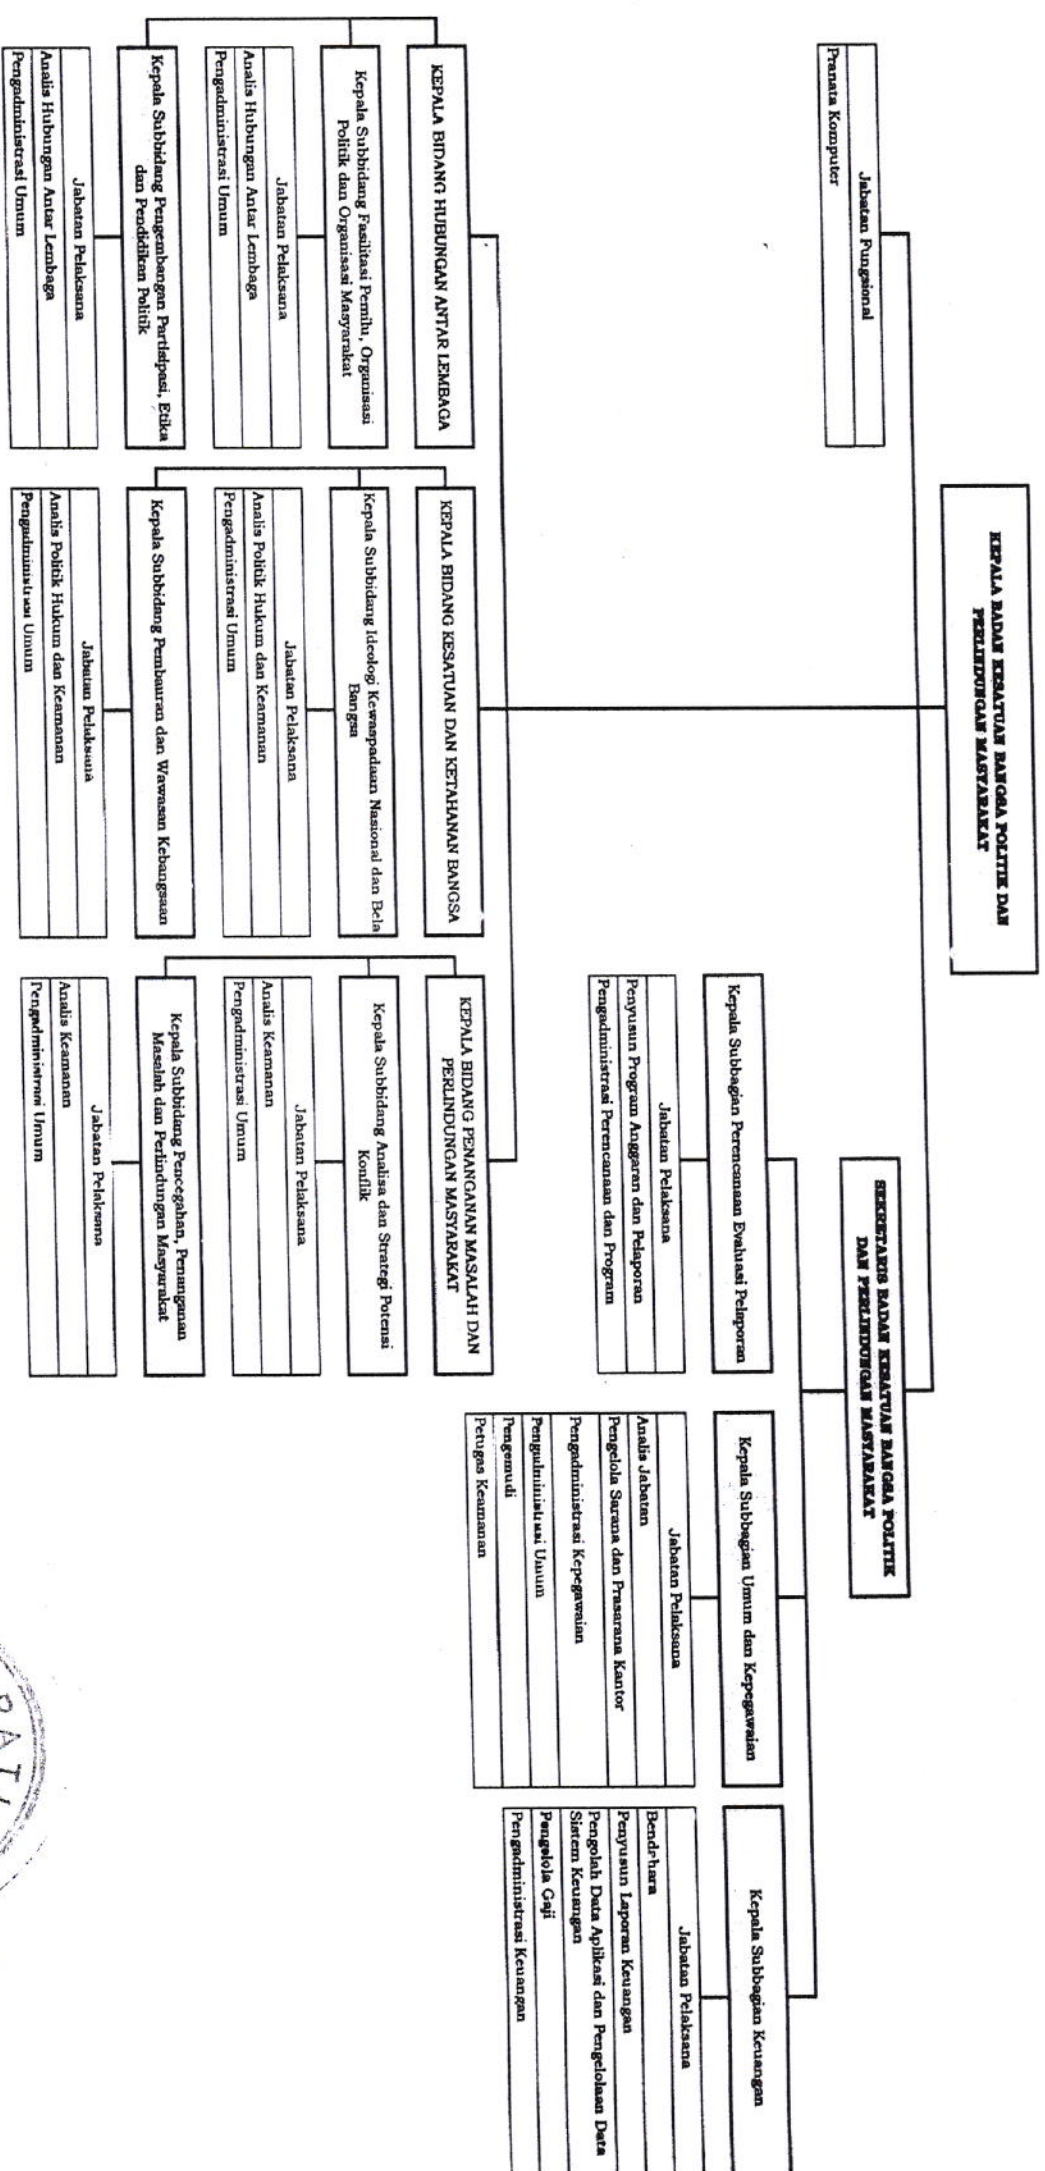 KEPALA BADAN KESATUAN BANGSA POLITIK DAN
PERLINDUNGAN MASYARAKAT
SEKRETARIS BADAN KESATUAN BANGSA POLITIK
DAN PERLINDUNGAN MASYARAKAT
Jabatan Fungsional
Pranata Komputer
Kepala Subbagian Perencanaan Evaluasi Pelaporan
Jabatan Pelaksana
Penyusun Program Anggaran dan Pelaporan
Pengadministrasi Perencanaan dan Program
Kepala Subbagian Umum dan Kepegawaian
Jabatan Pelaksana
Analis Jabatan
Pengelola Sarana dan Prasarana Kantor
Pengadministrasi Kepegawaian
Pengadministrasi Umum
Pengemudi
Petugas Keamanan
Kepala Subbagian Keuangan
Jabatan Pelaksana
Bendahara
Penyusun Laporan Keuangan
Pengolah Data Aplikasi dan Pengelolaan Data
Sistem Keuangan
Pengelola Gaji
Pengadministrasi Keuangan
KEPALA BIDANG HUBUNGAN ANTAR LEMBAGA
Kepala Subbidang Fasilitasi Pemilu, Organisasi
Politik dan Organisasi Masyarakat
Jabatan Pelaksana
Analis Hubungan Antar Lembaga
Pengadministrasi Umum
Kepala Subbidang Pengembangan Partisipasi, Etika
dan Pendidikan Politik
Jabatan Pelaksana
Analis Hubungan Antar Lembaga
Pengadministrasi Umum
KEPALA BIDANG KESATUAN DAN KETAHANAN BANGSA
Kepala Subbidang Ideologi Kewaspadaan Nasional dan Bela
Bangsa
Jabatan Pelaksana
Analis Politik Hukum dan Keamanan
Pengadministrasi Umum
Kepala Subbidang Pembauran dan Wawasan Kebangsaan
Jabatan Pelaksana
Analis Politik Hukum dan Keamanan
Pengadministrasi Umum
KEPALA BIDANG PENANGANAN MASALAH DAN
PERLINDUNGAN MASYARAKAT
Kepala Subbidang Analisa dan Strategi Potensi
Konflik
Jabatan Pelaksana
Analis Keamanan
Pengadministrasi Umum
Kepala Subbidang Pencegahan, Penanganan
Masalah dan Perlindungan Masyarakat
Jabatan Pelaksana
Analis Keamanan
Pengadministrasi Umum